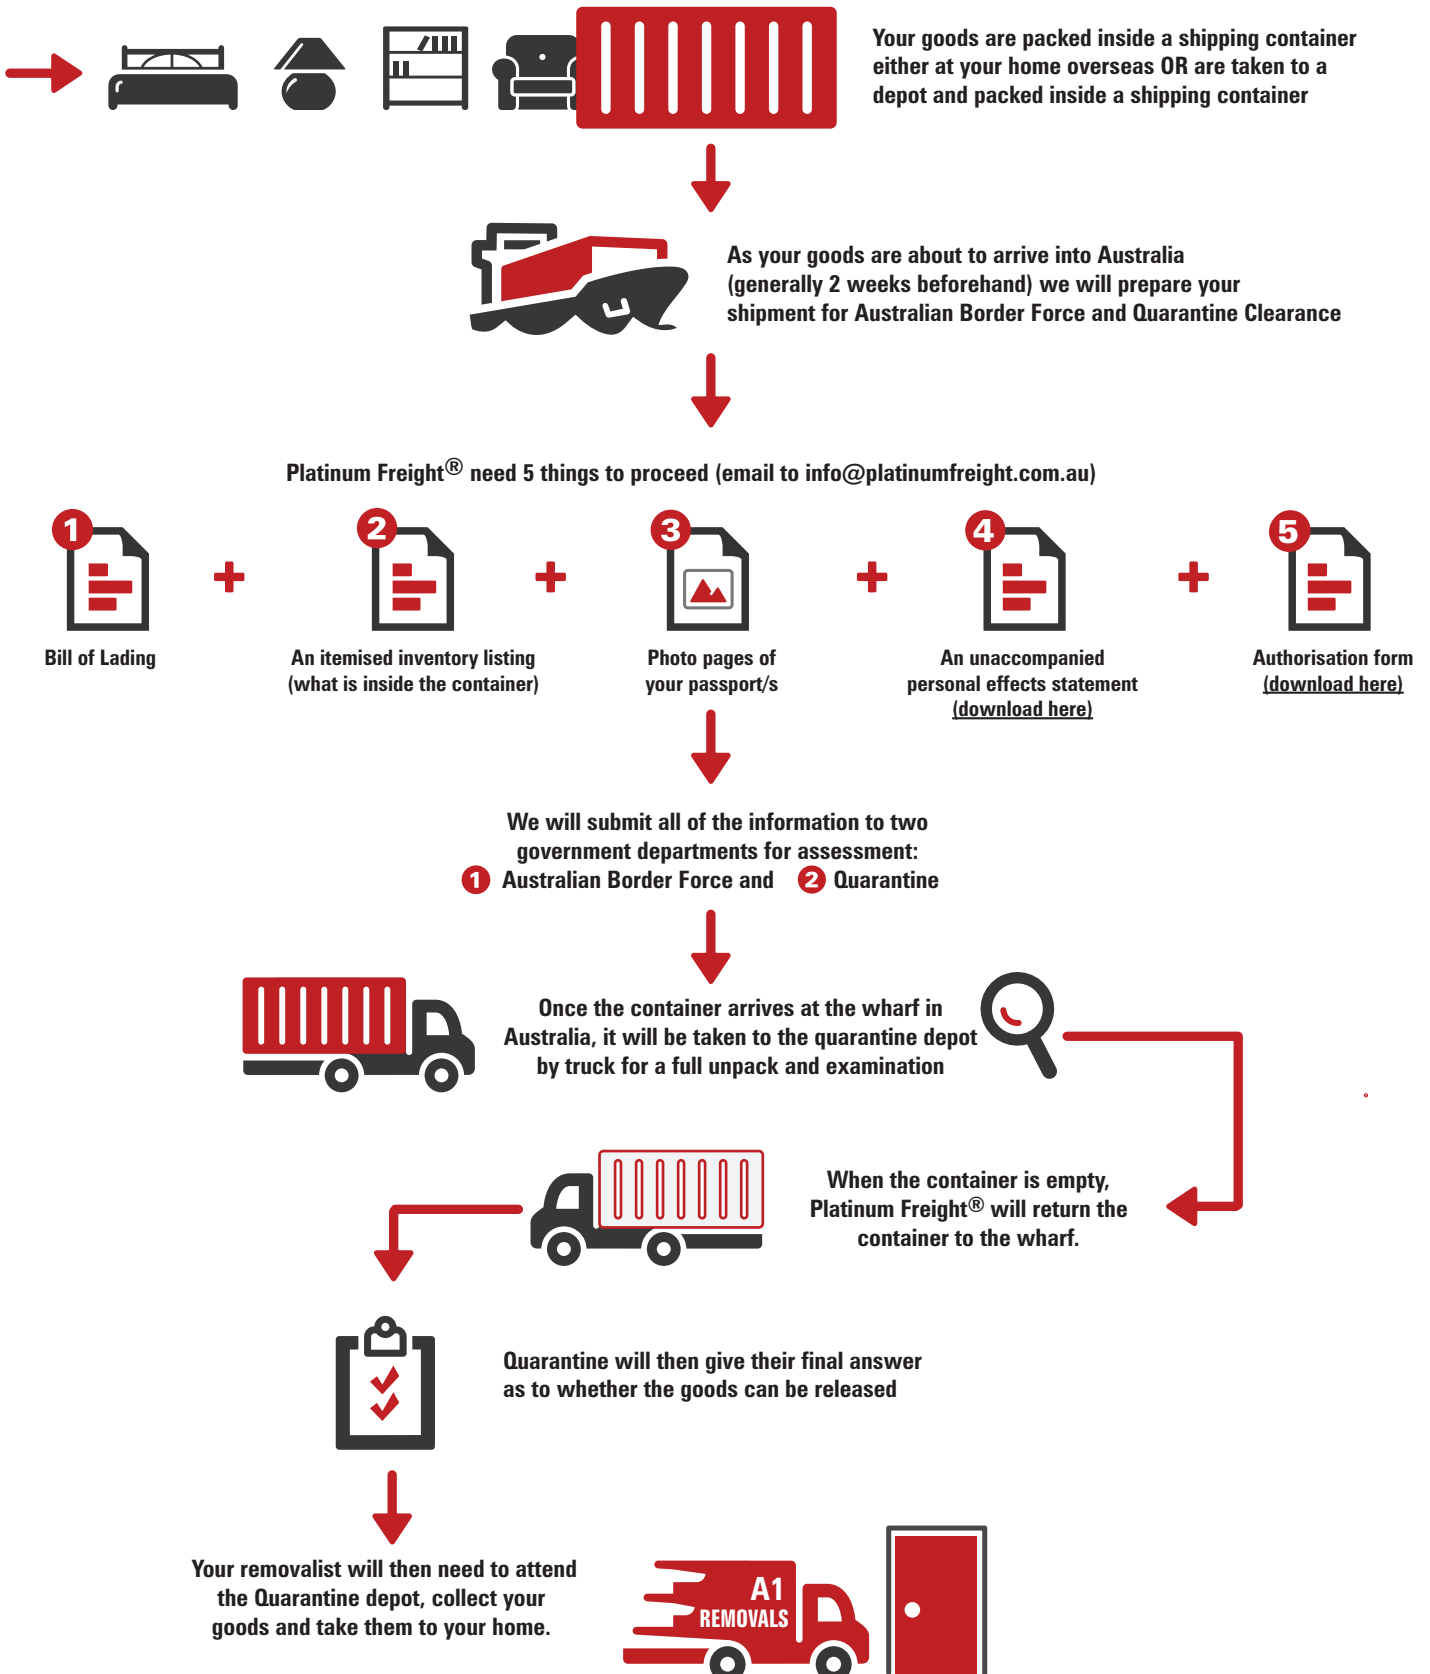 Your goods are packed inside a shipping container
either at your home overseas OR are taken to a
depot and packed inside a shipping container
As your goods are about to arrive into Australia
(generally 2 weeks beforehand) we will prepare your
shipment for Australian Border Force and Quarantine Clearance
Platinum Freight® need 5 things to proceed (email to info@platinumfreight.com.au)
1
Bill of Lading
2
An itemised inventory listing
(what is inside the container)
3
Photo pages of
your passport/s
4
An unaccompanied
personal effects statement
(download here)
5
Authorisation form
(download here)
We will submit all of the information to two
government departments for assessment:
1 Australian Border Force and 2 Quarantine
Once the container arrives at the wharf in
Australia, it will be taken to the quarantine depot
by truck for a full unpack and examination
When the container is empty,
Platinum Freight® will return the
container to the wharf.
Quarantine will then give their final answer
as to whether the goods can be released
Your removalist will then need to attend
the Quarantine depot, collect your
goods and take them to your home.
A1
REMOVALS